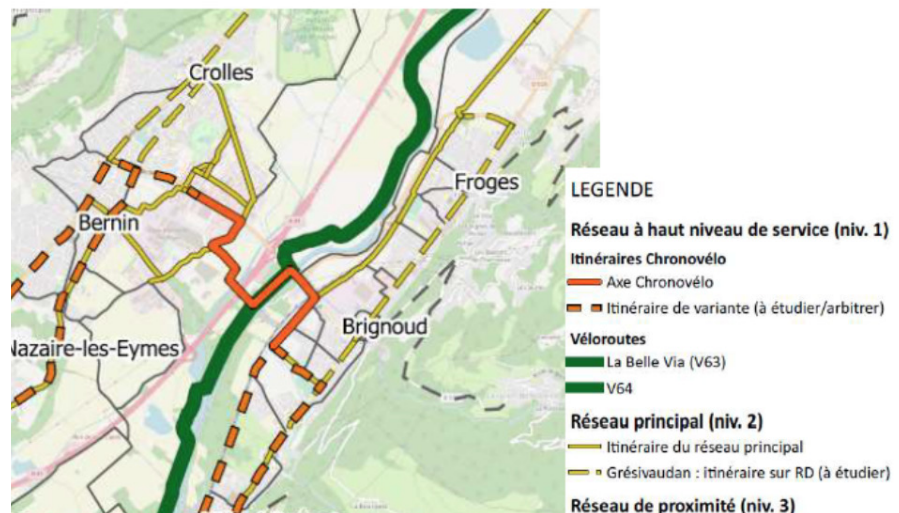 Crolles
Froges
Bernin
Brignoud
Nazaire-les-Eymes
LEGENDE
Réseau à haut niveau de service (niv. 1)
Itinéraires Chronovélo
Axe Chronovélo
Itinéraire de variante (à étudier/arbitrer)
Véloroutes
La Belle Via (V63)
V64
Réseau principal (niv. 2)
Itinéraire du réseau principal
Grésivaudan : itinéraire sur RD (à étudier)
Réseau de proximité (niv. 3)